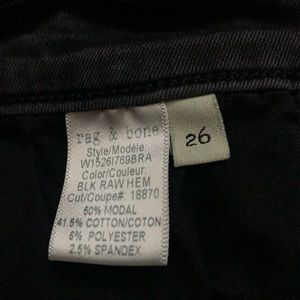 rag & bone
Style/Modèle:
W1526I769BRA
Color/Couleur:
BLK RAW HEM
Cut/Coupe#: 18870
50% MODAL
41.5% COTTON/COTON
6% POLYESTER
2.5% SPANDEX
26